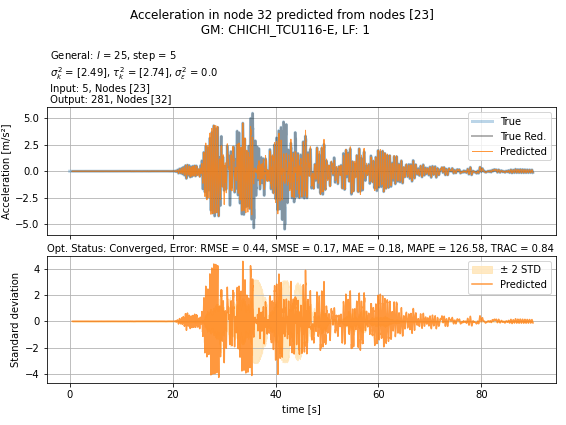 Acceleration in node 32 predicted from nodes [23]
GM: CHICHI_TCU116-E, LF: 1
General: l = 25, step = 5
σ²ₖ = [2.49], τ²ₖ = [2.74], σ²ₑ = 0.0
Input: 5, Nodes [23]
Output: 281, Nodes [32]
Acceleration [m/s²]
5.0
2.5
0.0
−2.5
−5.0
True
True Red.
Predicted
Opt. Status: Converged, Error: RMSE = 0.44, SMSE = 0.17, MAE = 0.18, MAPE = 126.58, TRAC = 0.84
Standard deviation
4
2
0
−2
−4
± 2 STD
Predicted
0 20 40 60 80
time [s]